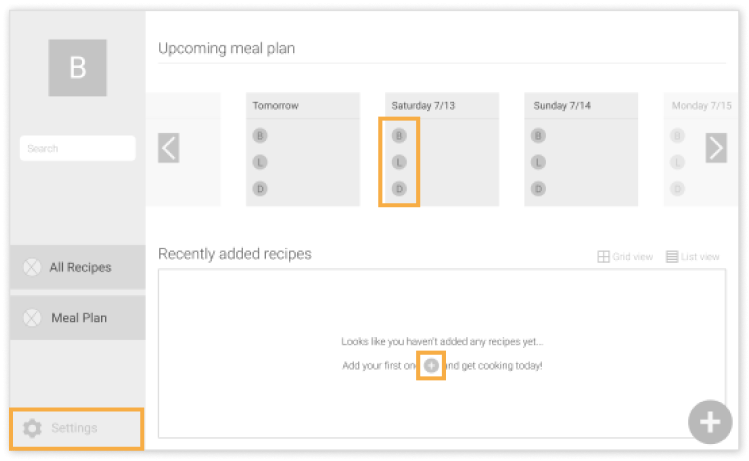 B
Search
All Recipes
Meal Plan
Settings
Upcoming meal plan
Tomorrow
B
L
D
Saturday 7/13
B
L
D
Sunday 7/14
B
L
D
Monday 7/15
B
L
D
Recently added recipes
Grid view
List view
Looks like you haven't added any recipes yet...
Add your first one + and get cooking today!
+